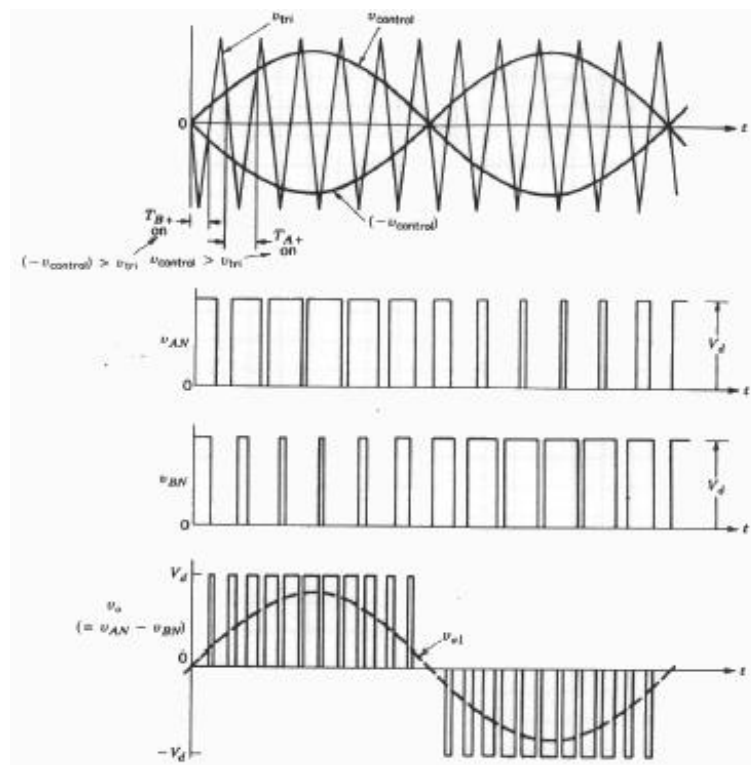 v_tri
v_control
0
t
(−v_control)
T_B+
on
T_A+
on
(−v_control) > v_tri v_control > v_tri
v_AN
V_d
0
t
v_BN
V_d
0
t
V_d
v_o
(= v_AN − v_BN)
v_o1
0
t
−V_d